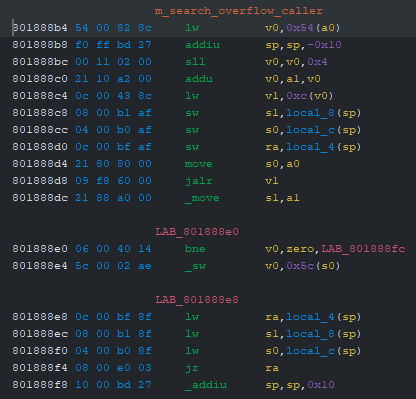 m_search_overflow_caller
801888b4 54 00 82 8c lw v0,0x54(a0)
801888b8 f0 ff bd 27 addiu sp,sp,-0x10
801888bc 00 11 02 00 sll v0,v0,0x4
801888c0 21 10 a2 00 addu v0,a1,v0
801888c4 0c 00 43 8c lw v1,0xc(v0)
801888c8 08 00 b1 af sw s1,local_8(sp)
801888cc 04 00 b0 af sw s0,local_c(sp)
801888d0 0c 00 bf af sw ra,local_4(sp)
801888d4 21 80 80 00 move s0,a0
801888d8 09 f8 60 00 jalr v1
801888dc 21 88 a0 00 _move s1,a1
LAB_801888e0
801888e0 06 00 40 14 bne v0,zero,LAB_801888fc
801888e4 5c 00 02 ae _sw v0,0x5c(s0)
LAB_801888e8
801888e8 0c 00 bf 8f lw ra,local_4(sp)
801888ec 08 00 b1 8f lw s1,local_8(sp)
801888f0 04 00 b0 8f lw s0,local_c(sp)
801888f4 08 00 e0 03 jr ra
801888f8 10 00 bd 27 _addiu sp,sp,0x10